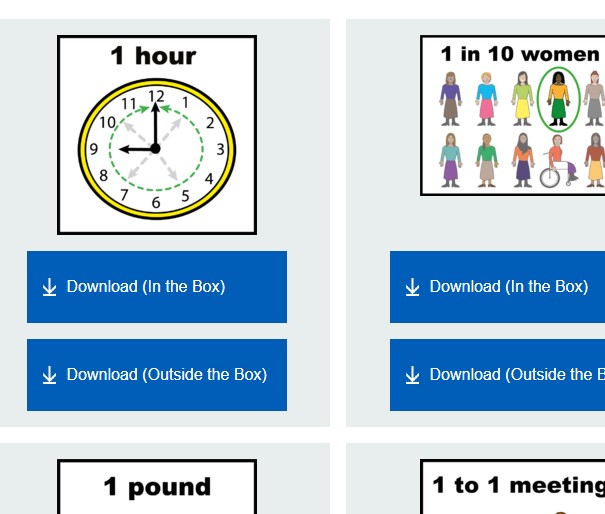 1 hour
12
11
1
10
2
9
3
8
4
7
5
6
Download (In the Box)
Download (Outside the Box)
1 in 10 women
Download (In the Box)
Download (Outside the B
1 pound
1 to 1 meeting